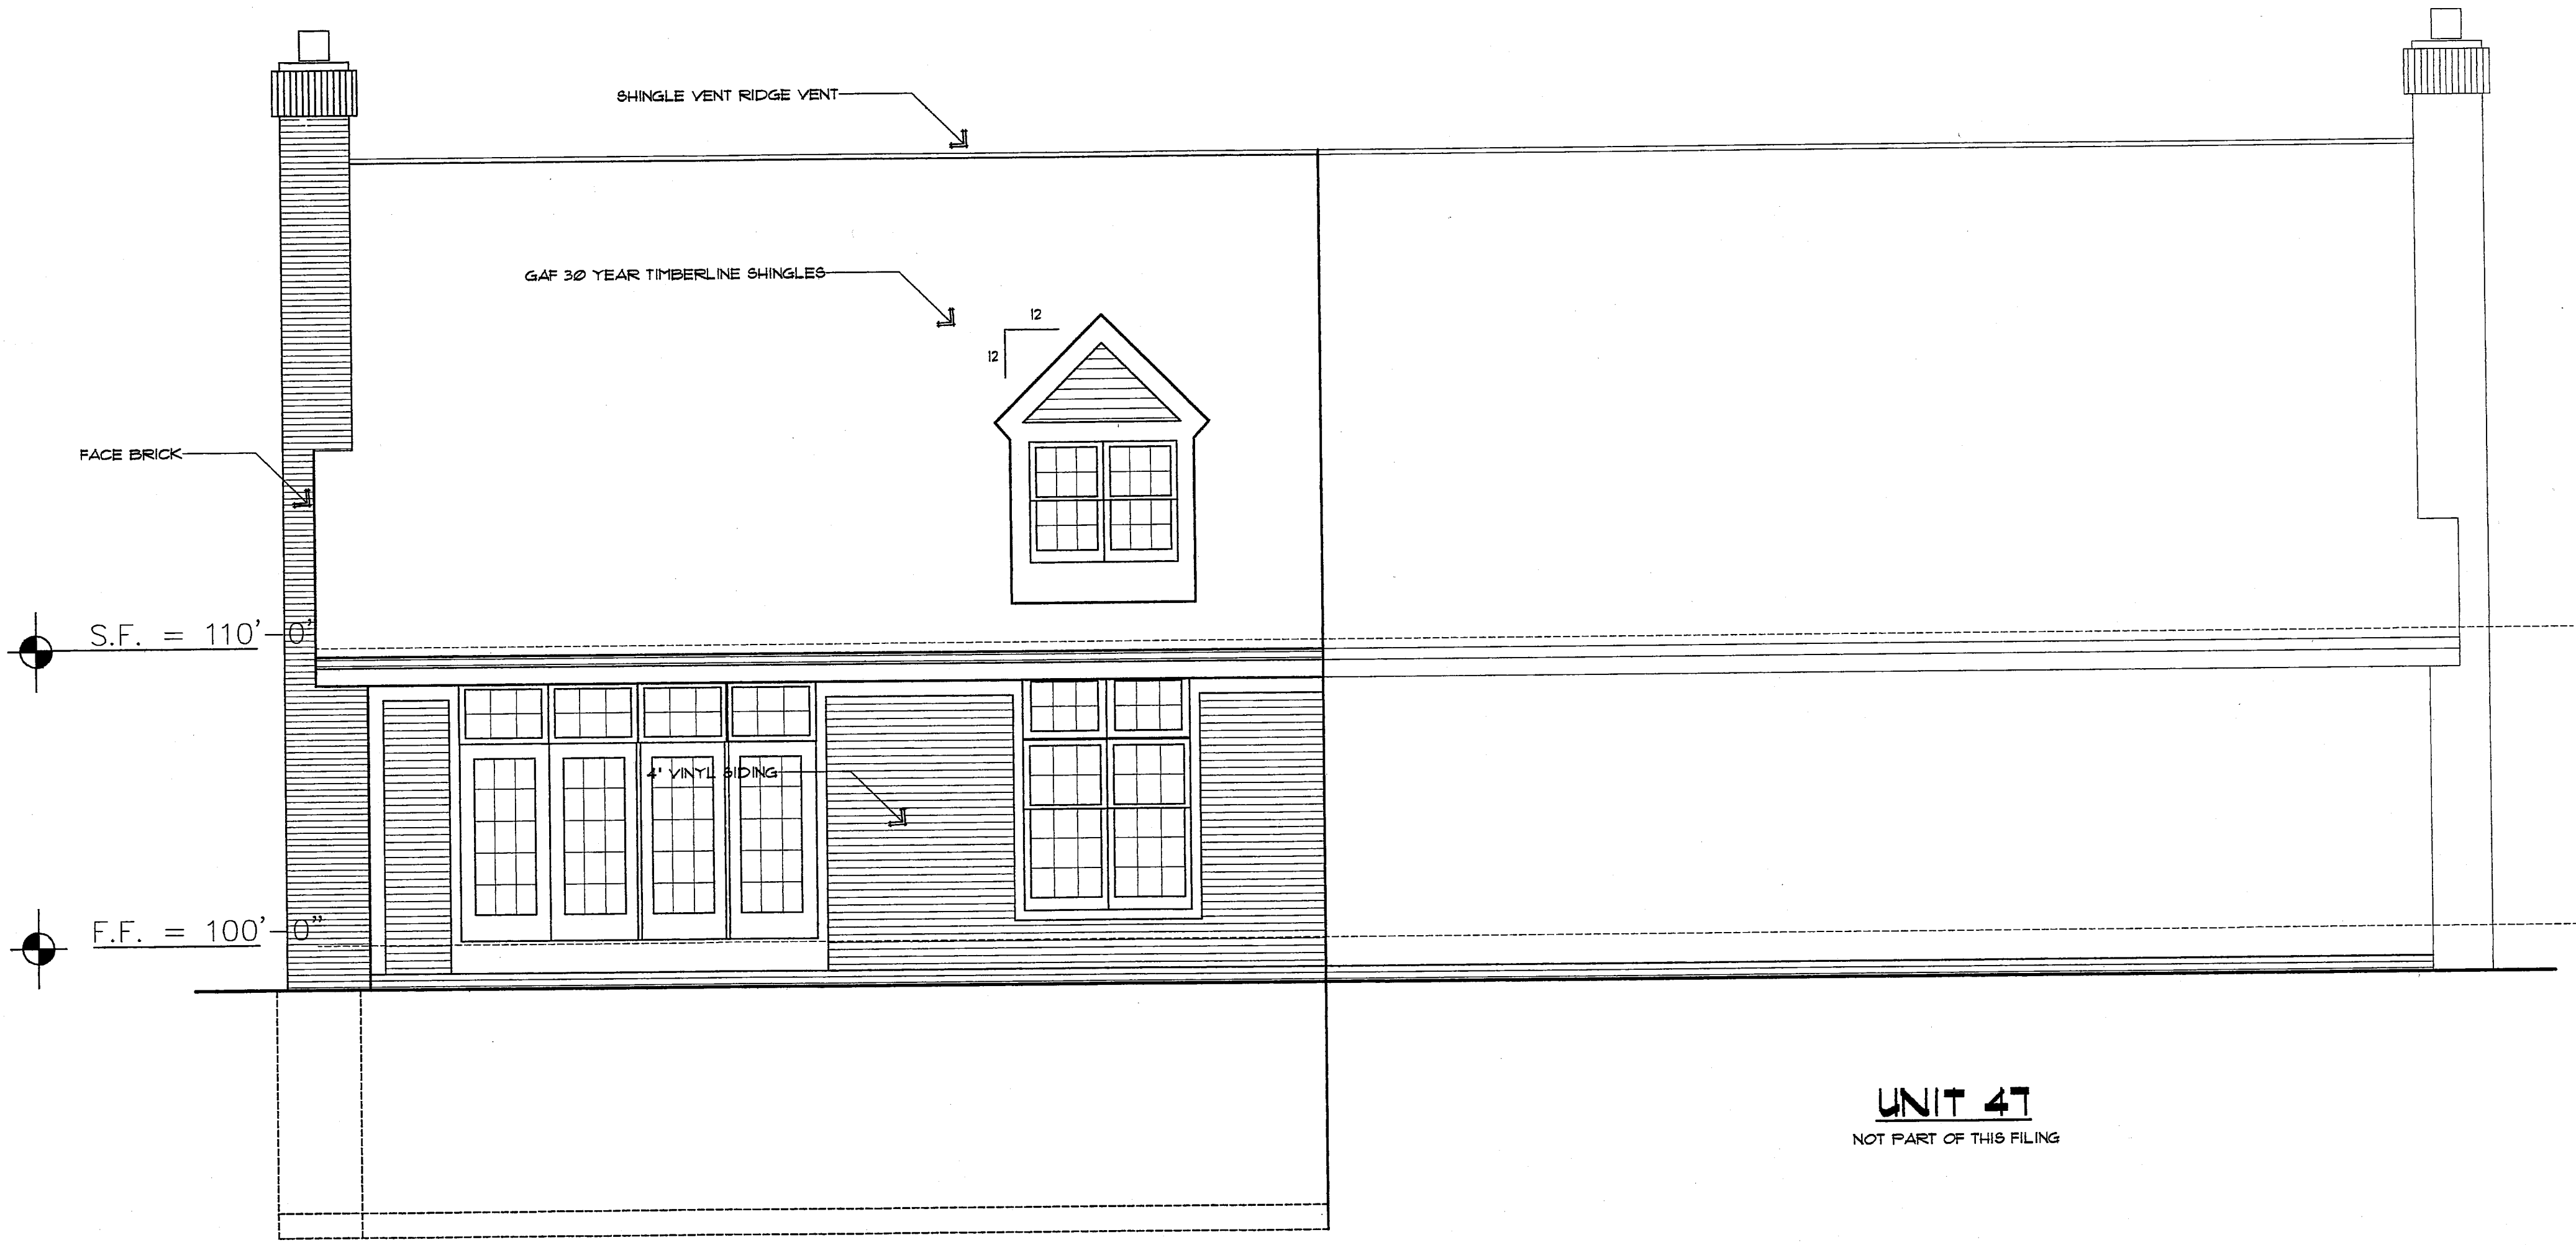 SHINGLE VENT RIDGE VENT
GAF 30 YEAR TIMBERLINE SHINGLES
12
12
FACE BRICK
S.F. = 110'-0"
4" VINYL SIDING
F.F. = 100'-0"
UNIT 47
NOT PART OF THIS FILING